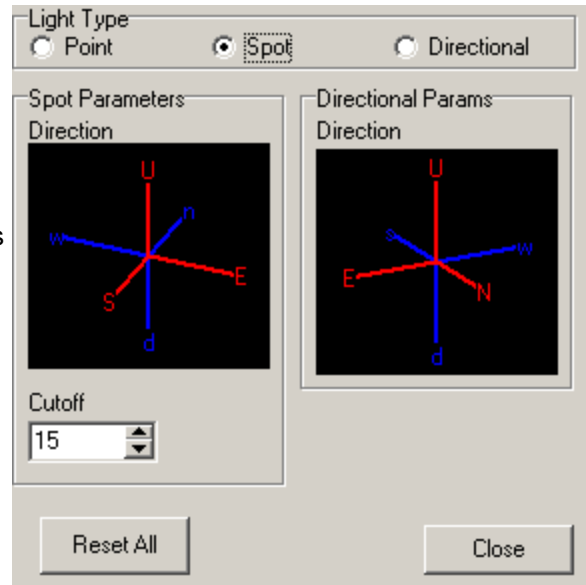 Light Type
Point Spot Directional
Spot Parameters
Direction
U
n
w
E
S
d
Cutoff
15
Directional Params
Direction
U
s
w
E
N
d
s
Reset All
Close